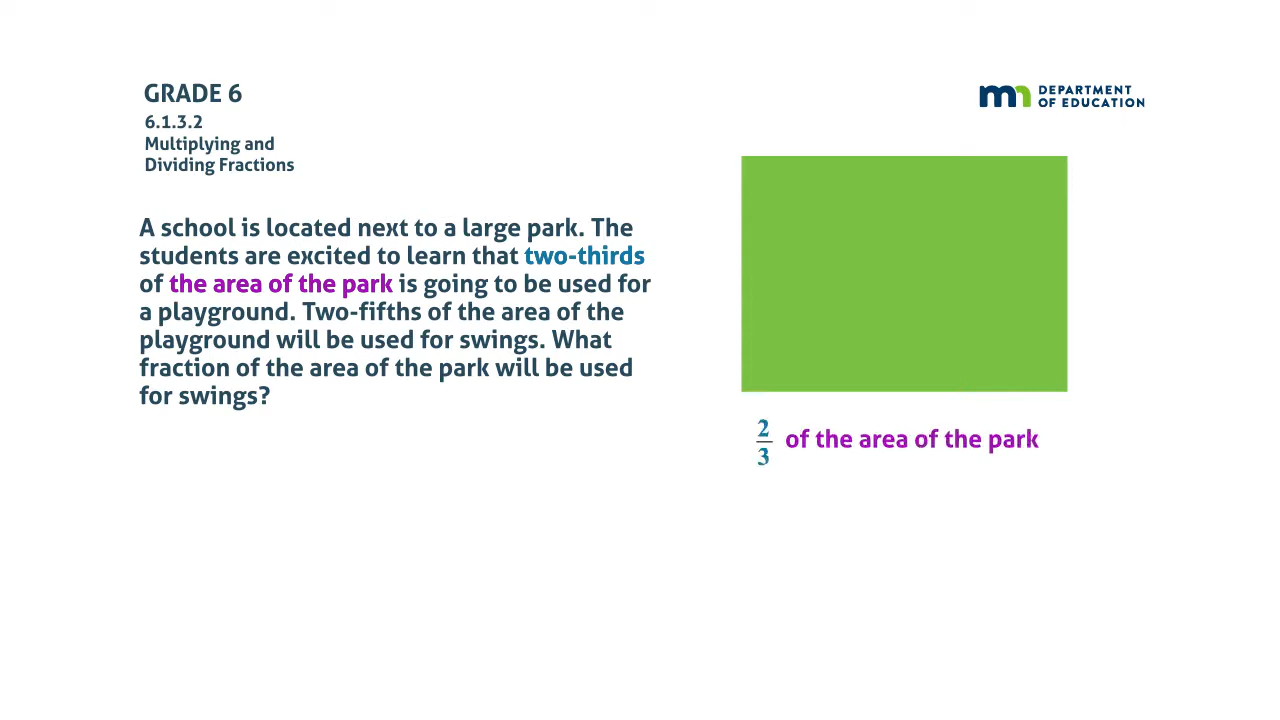 GRADE 6
6.1.3.2
Multiplying and
Dividing Fractions
mn DEPARTMENT
OF EDUCATION
A school is located next to a large park. The
students are excited to learn that two-thirds
of the area of the park is going to be used for
a playground. Two-fifths of the area of the
playground will be used for swings. What
fraction of the area of the park will be used
for swings?
2/3 of the area of the park